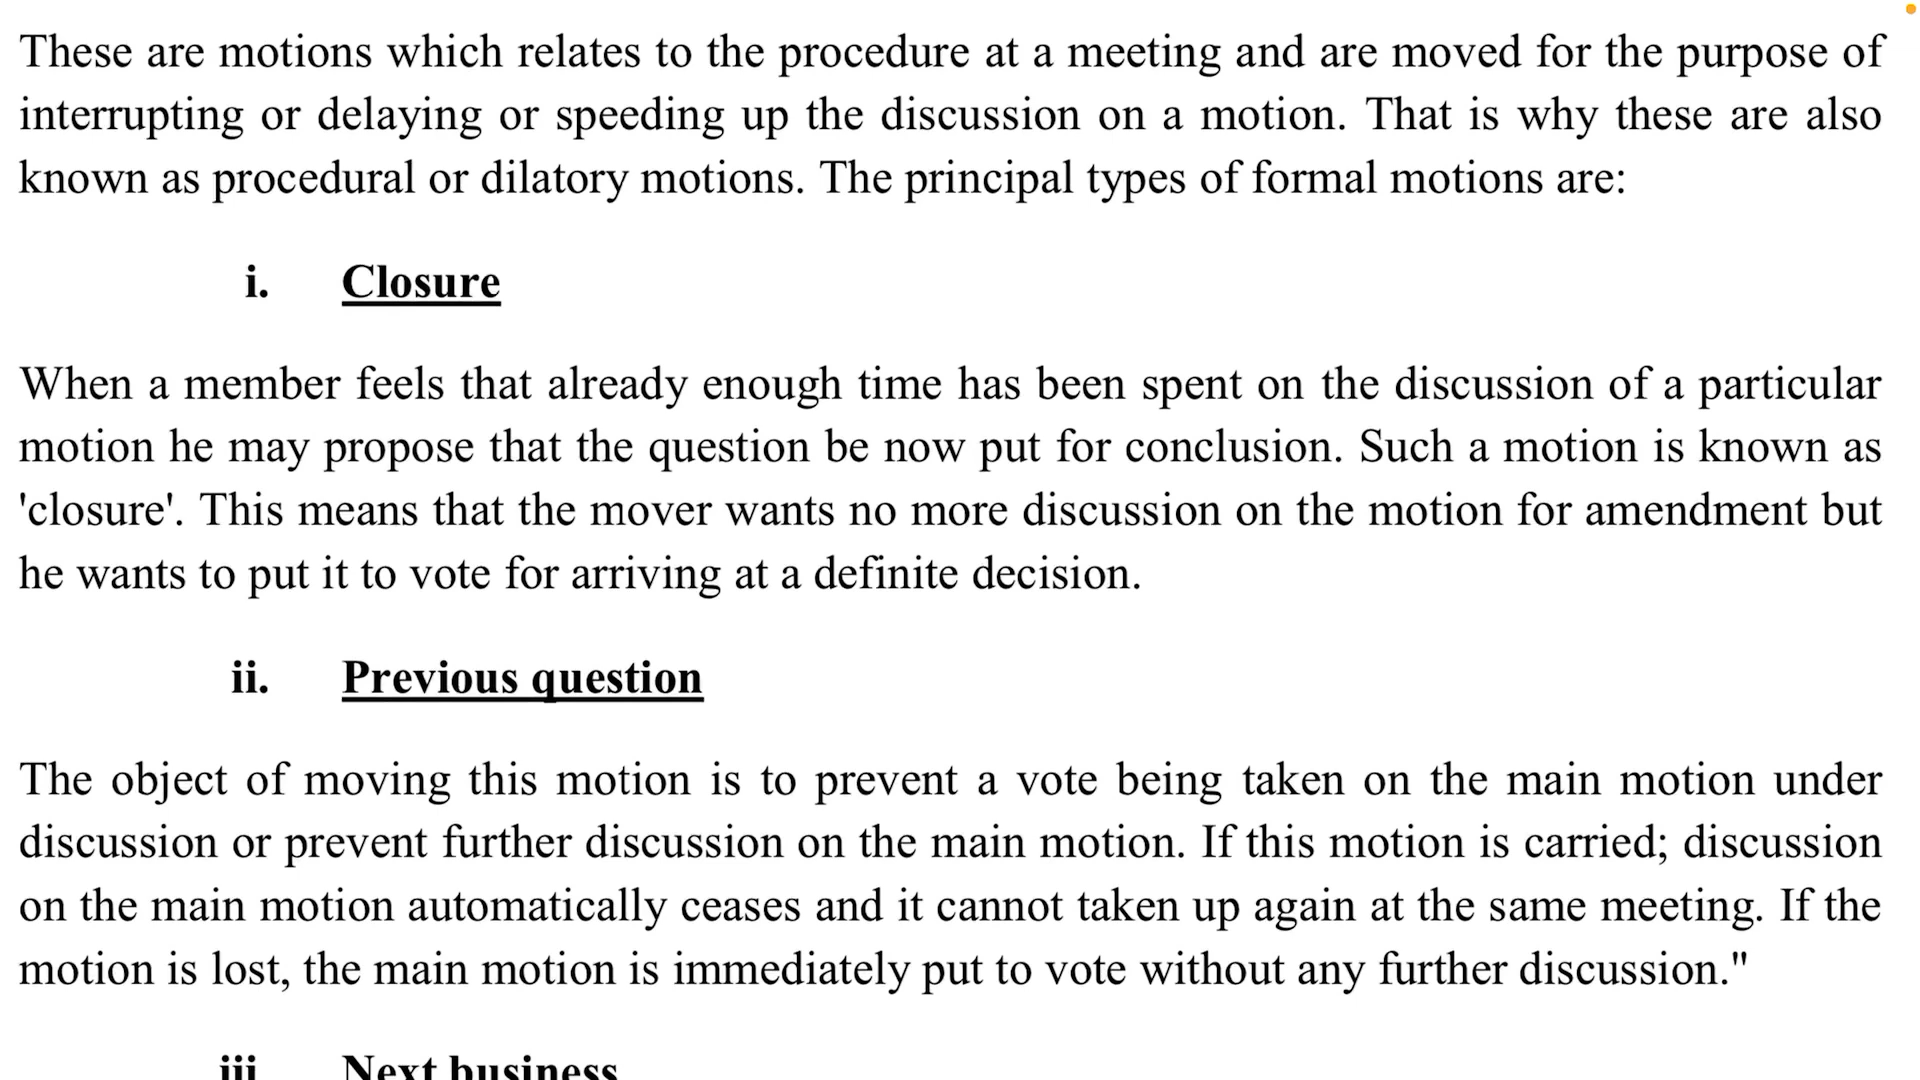 These are motions which relates to the procedure at a meeting and are moved for the purpose of
interrupting or delaying or speeding up the discussion on a motion. That is why these are also
known as procedural or dilatory motions. The principal types of formal motions are:
i. Closure
When a member feels that already enough time has been spent on the discussion of a particular
motion he may propose that the question be now put for conclusion. Such a motion is known as
'closure'. This means that the mover wants no more discussion on the motion for amendment but
he wants to put it to vote for arriving at a definite decision.
ii. Previous question
The object of moving this motion is to prevent a vote being taken on the main motion under
discussion or prevent further discussion on the main motion. If this motion is carried; discussion
on the main motion automatically ceases and it cannot taken up again at the same meeting. If the
motion is lost, the main motion is immediately put to vote without any further discussion."
iii Next business